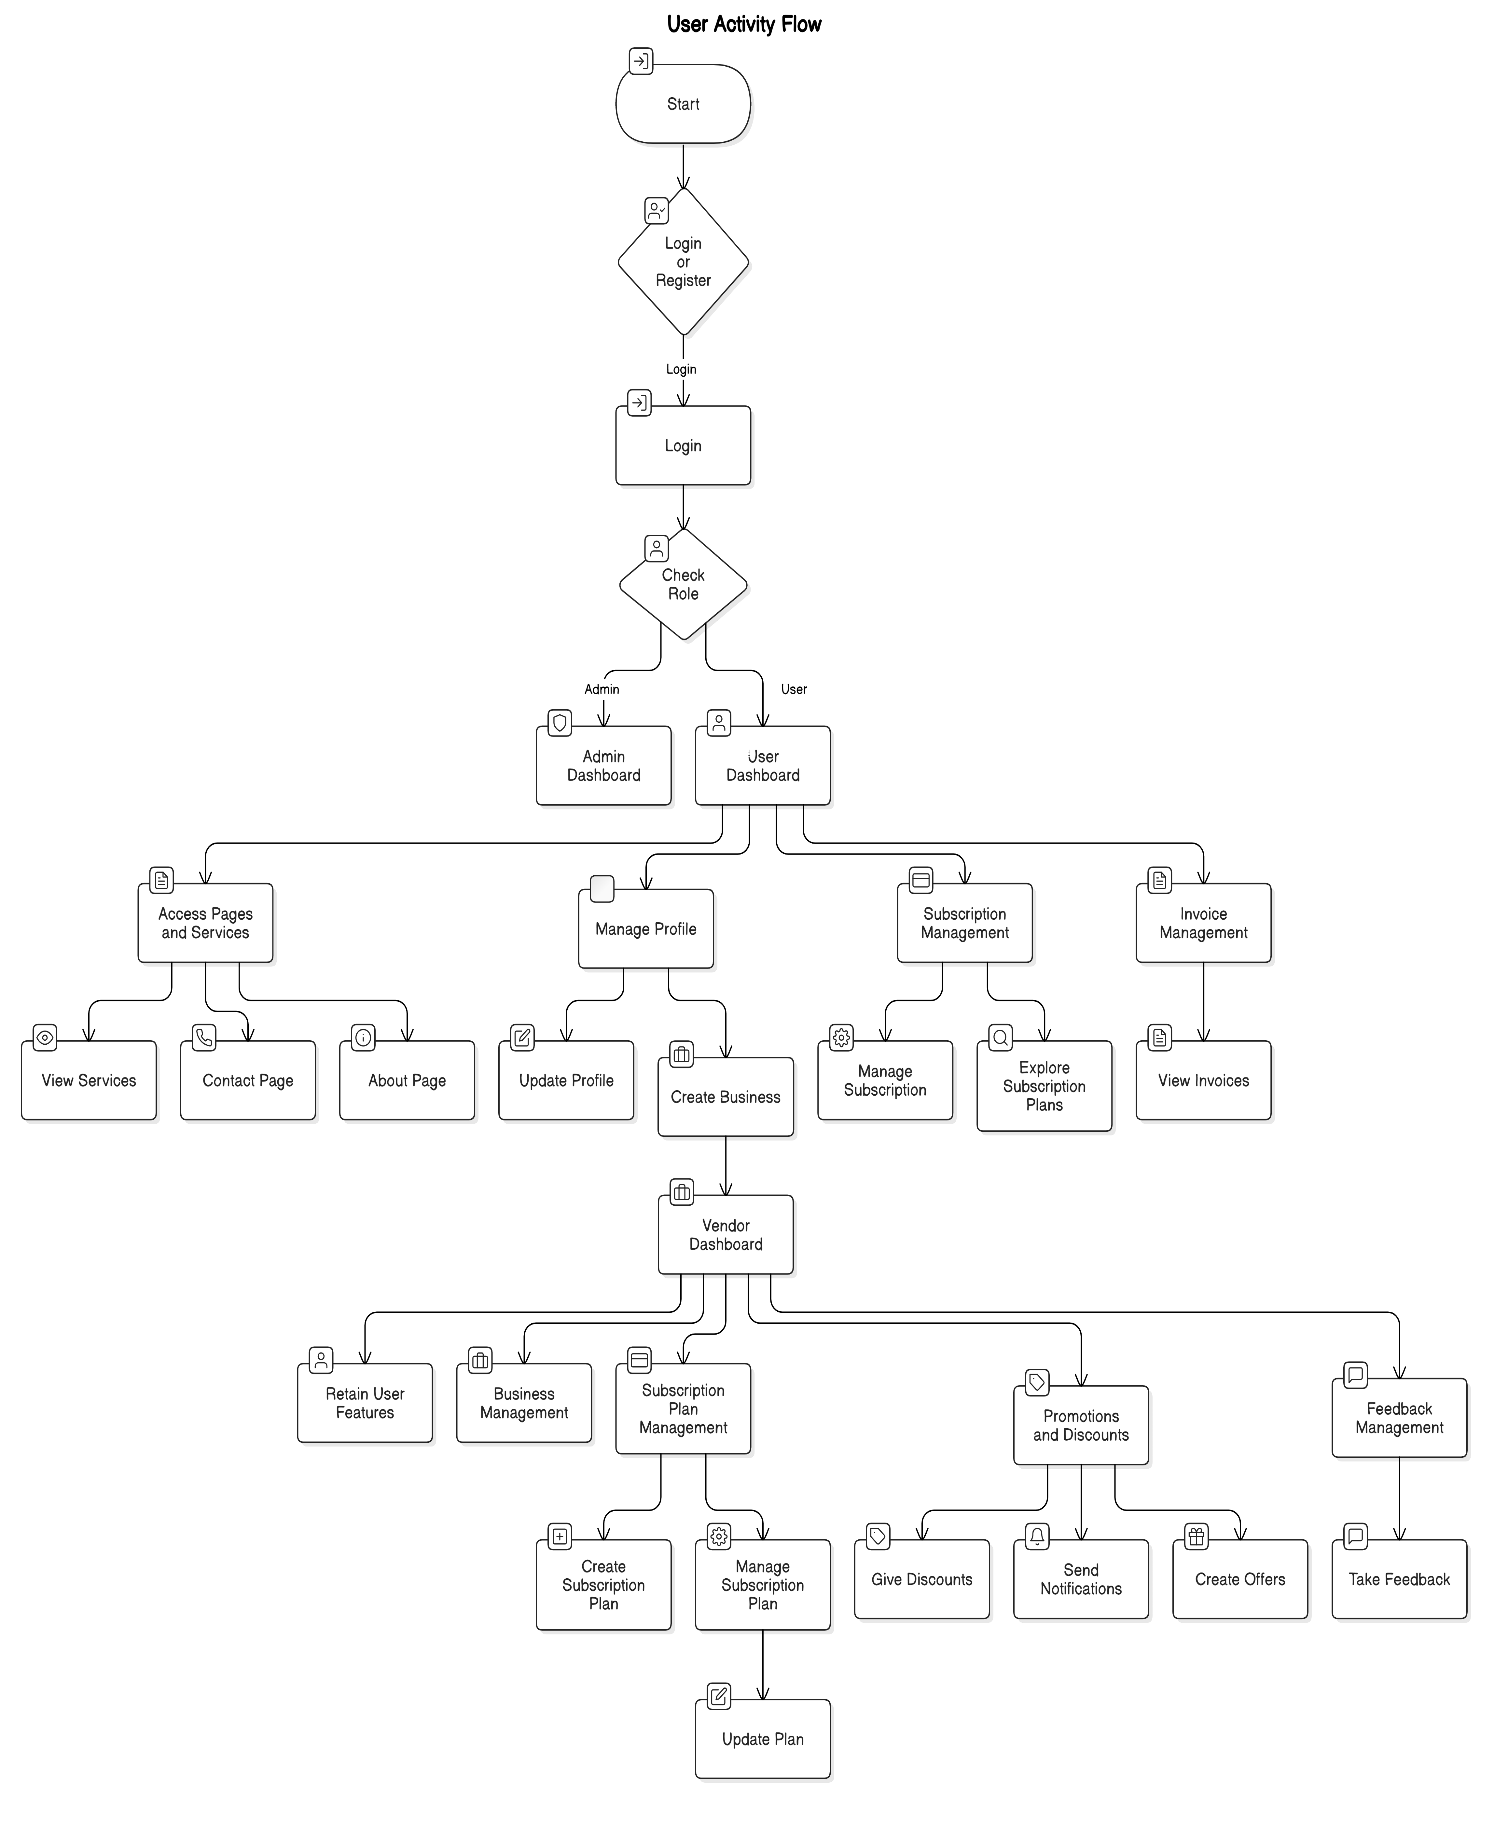 User Activity Flow
Start
Login
or
Register
Login
Login
Check
Role
Admin
User
Admin
Dashboard
User
Dashboard
Access Pages
and Services
Manage Profile
Subscription
Management
Invoice
Management
View Services
Contact Page
About Page
Update Profile
Create Business
Manage
Subscription
Explore
Subscription
Plans
View Invoices
Vendor
Dashboard
Retain User
Features
Business
Management
Subscription
Plan
Management
Promotions
and Discounts
Feedback
Management
Create
Subscription
Plan
Manage
Subscription
Plan
Give Discounts
Send
Notifications
Create Offers
Take Feedback
Update Plan